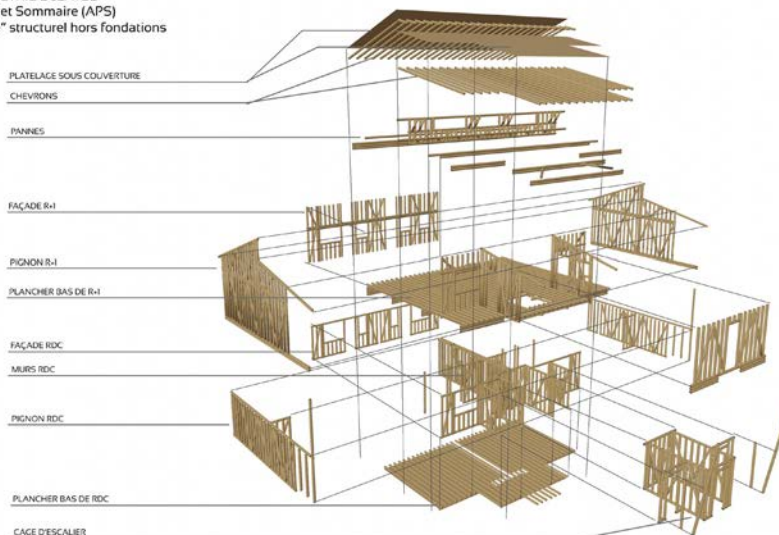 et Sommaire (APS)
" structurel hors fondations
PLATELAGE SOUS COUVERTURE
CHEVRONS
PANNES
FAÇADE R+1
PIGNON R+1
PLANCHER BAS DE R+1
FAÇADE RDC
MURS RDC
PIGNON RDC
PLANCHER BAS DE RDC
CAGE D'ESCALIER